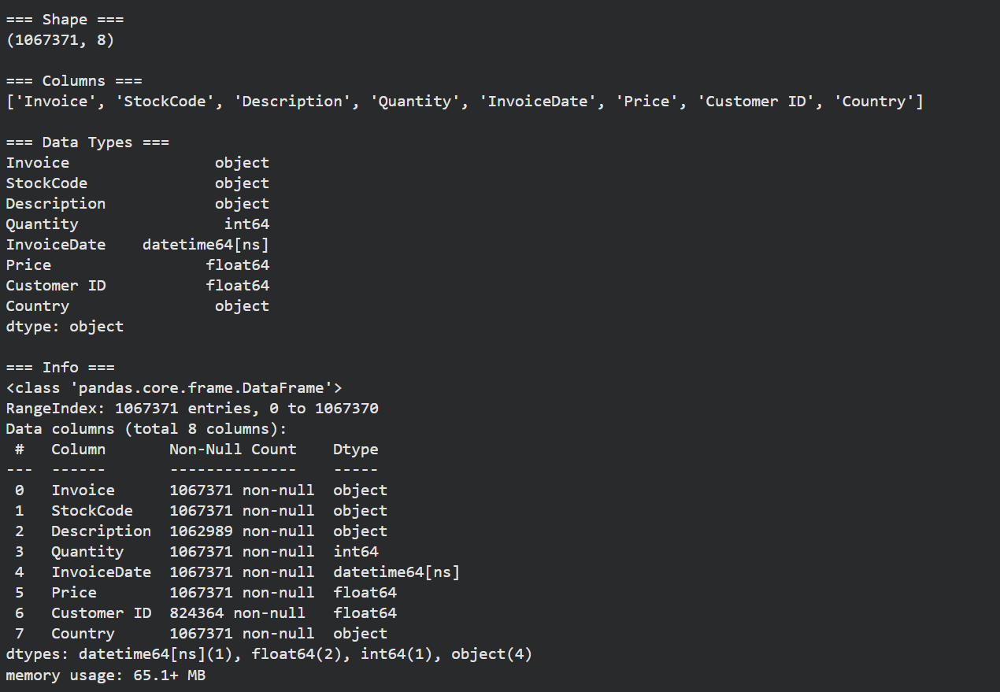 === Shape ===
(1067371, 8)
=== Columns ===
['Invoice', 'StockCode', 'Description', 'Quantity', 'InvoiceDate', 'Price', 'Customer ID', 'Country']
=== Data Types ===
Invoice                object
StockCode              object
Description            object
Quantity                int64
InvoiceDate    datetime64[ns]
Price                 float64
Customer ID           float64
Country                object
dtype: object
=== Info ===
<class 'pandas.core.frame.DataFrame'>
RangeIndex: 1067371 entries, 0 to 1067370
Data columns (total 8 columns):
 #   Column       Non-Null Count    Dtype
---  ------       --------------    -----
 0   Invoice      1067371 non-null  object
 1   StockCode    1067371 non-null  object
 2   Description  1062989 non-null  object
 3   Quantity     1067371 non-null  int64
 4   InvoiceDate  1067371 non-null  datetime64[ns]
 5   Price        1067371 non-null  float64
 6   Customer ID  824364 non-null   float64
 7   Country      1067371 non-null  object
dtypes: datetime64[ns](1), float64(2), int64(1), object(4)
memory usage: 65.1+ MB